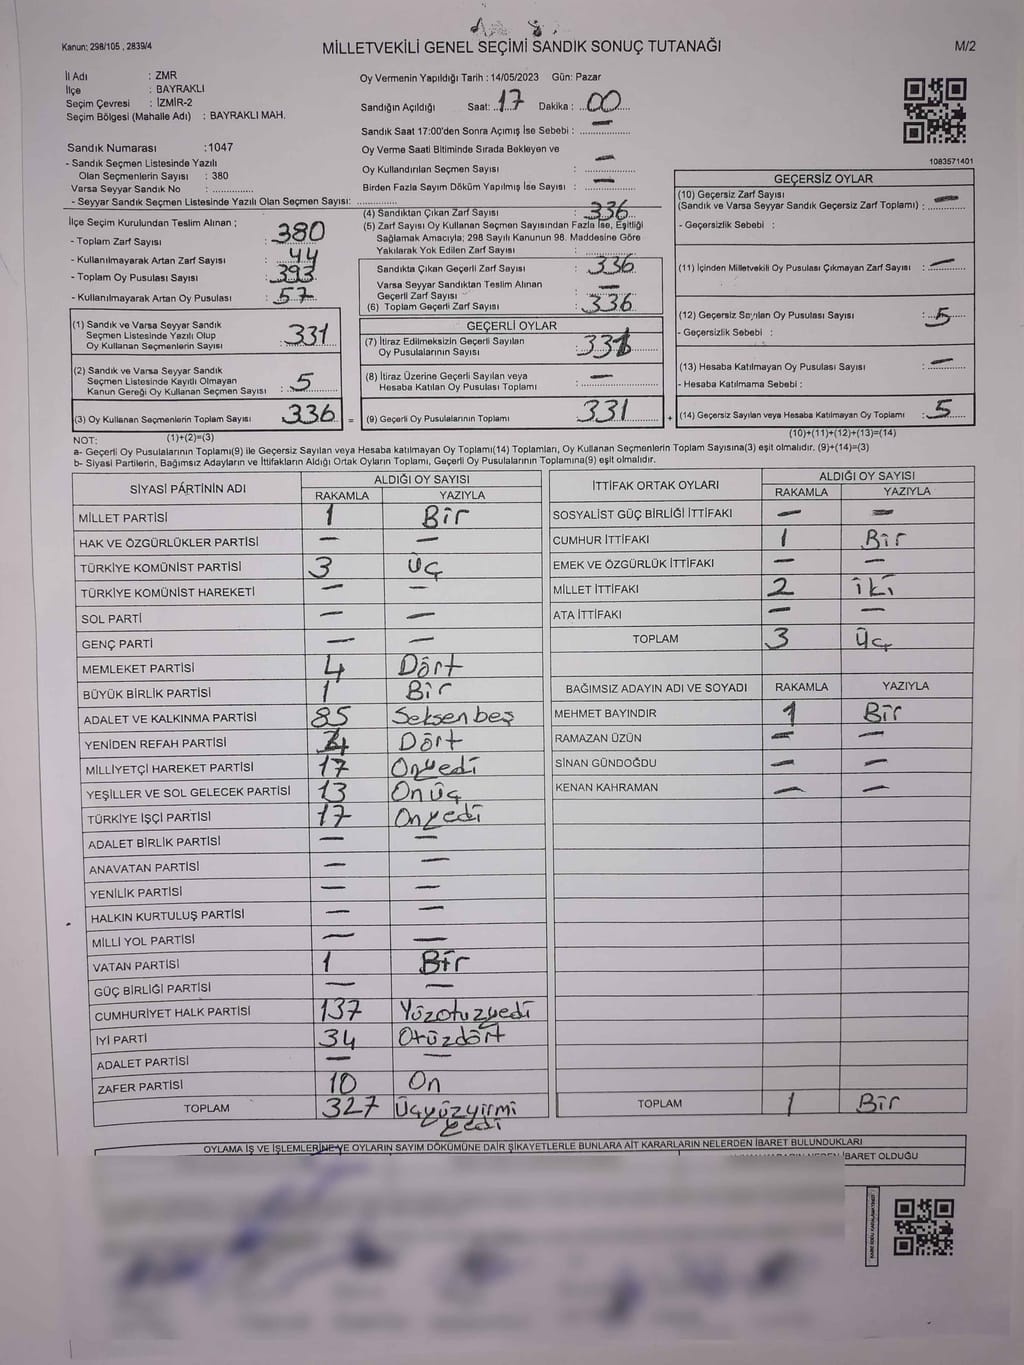 Kanun: 298/105, 2839/4
MİLLETVEKİLİ GENEL SEÇİMİ SANDIK SONUÇ TUTANAĞI
M/2
İl Adı : ZMR
İlçe : BAYRAKLI
Seçim Çevresi : İZMİR-2
Seçim Bölgesi (Mahalle Adı) : BAYRAKLI MAH.
Sandık Numarası : 1047
- Sandık Seçmen Listesinde Yazılı
Olan Seçmenlerin Sayısı : 380
Varsa Seyyar Sandık No :
- Seyyar Sandık Seçmen Listesinde Yazılı Olan Seçmen Sayısı:
Oy Vermenin Yapıldığı Tarih : 14/05/2023 Gün: Pazar
Sandığın Açıldığı Saat: 17 Dakika : 00
Sandık Saat 17:00'den Sonra Açımış İse Sebebi : —
Oy Verme Saati Bitiminde Sırada Bekleyen ve
Oy Kullandırılan Seçmen Sayısı : —
Birden Fazla Sayım Döküm Yapılmış İse Sayısı : —
1083571401
İlçe Seçim Kurulundan Teslim Alınan ;
- Toplam Zarf Sayısı : 380
- Kullanılmayarak Artan Zarf Sayısı : 44
- Toplam Oy Pusulası Sayısı : 393
- Kullanılmayarak Artan Oy Pusulası : 57
(1) Sandık ve Varsa Seyyar Sandık
Seçmen Listesinde Yazılı Olup
Oy Kullanan Seçmenlerin Sayısı : 331
(2) Sandık ve Varsa Seyyar Sandık
Seçmen Listesinde Kayıtlı Olmayan
Kanun Gereği Oy Kullanan Seçmen Sayısı : 5
(3) Oy Kullanan Seçmenlerin Toplam Sayısı : 336 =
(1)+(2)=(3)
(4) Sandıktan Çıkan Zarf Sayısı : 336
(5) Zarf Sayısı Oy Kullanan Seçmen Sayısından Fazla İse, Eşitliği
Sağlamak Amacıyla; 298 Sayılı Kanunun 98. Maddesine Göre
Yakılarak Yok Edilen Zarf Sayısı :
Sandıkta Çıkan Geçerli Zarf Sayısı : 336
Varsa Seyyar Sandıktan Teslim Alınan
Geçerli Zarf Sayısı : —
(6) Toplam Geçerli Zarf Sayısı : 336
GEÇERLİ OYLAR
(7) İtiraz Edilmeksizin Geçerli Sayılan
Oy Pusulalarının Sayısı : 331
(8) İtiraz Üzerine Geçerli Sayılan veya
Hesaba Katılan Oy Pusulası Toplamı : —
(9) Geçerli Oy Pusulalarının Toplamı : 331 +
GEÇERSİZ OYLAR
(10) Geçersiz Zarf Sayısı
(Sandık ve Varsa Seyyar Sandık Geçersiz Zarf Toplamı) : —
- Geçersizlik Sebebi :
(11) İçinden Milletvekili Oy Pusulası Çıkmayan Zarf Sayısı : —
(12) Geçersiz Sayılan Oy Pusulası Sayısı : 5
- Geçersizlik Sebebi :
(13) Hesaba Katılmayan Oy Pusulası Sayısı : —
- Hesaba Katılmama Sebebi :
(14) Geçersiz Sayılan veya Hesaba Katılmayan Oy Toplamı : 5
(10)+(11)+(12)+(13)=(14)
NOT:
a- Geçerli Oy Pusulalarının Toplamı(9) ile Geçersiz Sayılan veya Hesaba katılmayan Oy Toplamı(14) Toplamları, Oy Kullanan Seçmenlerin Toplam Sayısına(3) eşit olmalıdır. (9)+(14)=(3)
b- Siyasi Partilerin, Bağımsız Adayların ve İttifakların Aldığı Ortak Oyların Toplamı, Geçerli Oy Pusulalarının Toplamına(9) eşit olmalıdır.
SİYASİ PARTİNİN ADI ALDIĞI OY SAYISI
RAKAMLA YAZIYLA
MİLLET PARTİSİ 1 Bir
HAK VE ÖZGÜRLÜKLER PARTİSİ — —
TÜRKİYE KOMÜNİST PARTİSİ 3 Üç
TÜRKİYE KOMÜNİST HAREKETİ — —
SOL PARTİ — —
GENÇ PARTİ — —
MEMLEKET PARTİSİ 4 Dört
BÜYÜK BİRLİK PARTİSİ 1 Bir
ADALET VE KALKINMA PARTİSİ 85 Seksen beş
YENİDEN REFAH PARTİSİ 4 Dört
MİLLİYETÇİ HAREKET PARTİSİ 17 Onyedi
YEŞİLLER VE SOL GELECEK PARTİSİ 13 On üç
TÜRKİYE İŞÇİ PARTİSİ 17 Onyedi
ADALET BİRLİK PARTİSİ — —
ANAVATAN PARTİSİ — —
YENİLİK PARTİSİ — —
HALKIN KURTULUŞ PARTİSİ — —
MİLLİ YOL PARTİSİ — —
VATAN PARTİSİ 1 Bir
GÜÇ BİRLİĞİ PARTİSİ — —
CUMHURİYET HALK PARTİSİ 137 Yüzotuzyedi
İYİ PARTİ 34 Otuzdört
ADALET PARTİSİ — —
ZAFER PARTİSİ 10 On
TOPLAM 327 Üçyüzyirmi
yedi
İTTİFAK ORTAK OYLARI ALDIĞI OY SAYISI
RAKAMLA YAZIYLA
SOSYALİST GÜÇ BİRLİĞİ İTTİFAKI — —
CUMHUR İTTİFAKI 1 Bir
EMEK VE ÖZGÜRLÜK İTTİFAKI — —
MİLLET İTTİFAKI 2 iki
ATA İTTİFAKI — —
TOPLAM 3 Üç
BAĞIMSIZ ADAYIN ADI VE SOYADI RAKAMLA YAZIYLA
MEHMET BAYINDIR 1 Bir
RAMAZAN ÜZÜN — —
SİNAN GÜNDOĞDU — —
KENAN KAHRAMAN — —
TOPLAM 1 Bir
OYLAMA İŞ VE İŞLEMLERİNE VE OYLARIN SAYIM DÖKÜMÜNE DAİR ŞİKAYETLERLE BUNLARA AİT KARARLARIN NELERDEN İBARET BULUNDUKLARI
İBARET OLDUĞU